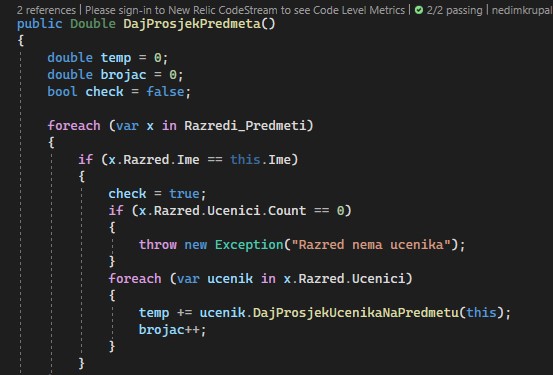 2 references | Please sign-in to New Relic CodeStream to see Code Level Metrics | 2/2 passing | nedimkrupal
public Double DajProsjekPredmeta()
{
    double temp = 0;
    double brojac = 0;
    bool check = false;

    foreach (var x in Razredi_Predmeti)
    {
        if (x.Razred.Ime == this.Ime)
        {
            check = true;
            if (x.Razred.Ucenici.Count == 0)
            {
                throw new Exception("Razred nema ucenika");
            }
            foreach (var ucenik in x.Razred.Ucenici)
            {
                temp += ucenik.DajProsjekUcenikaNaPredmetu(this);
                brojac++;
            }
        }